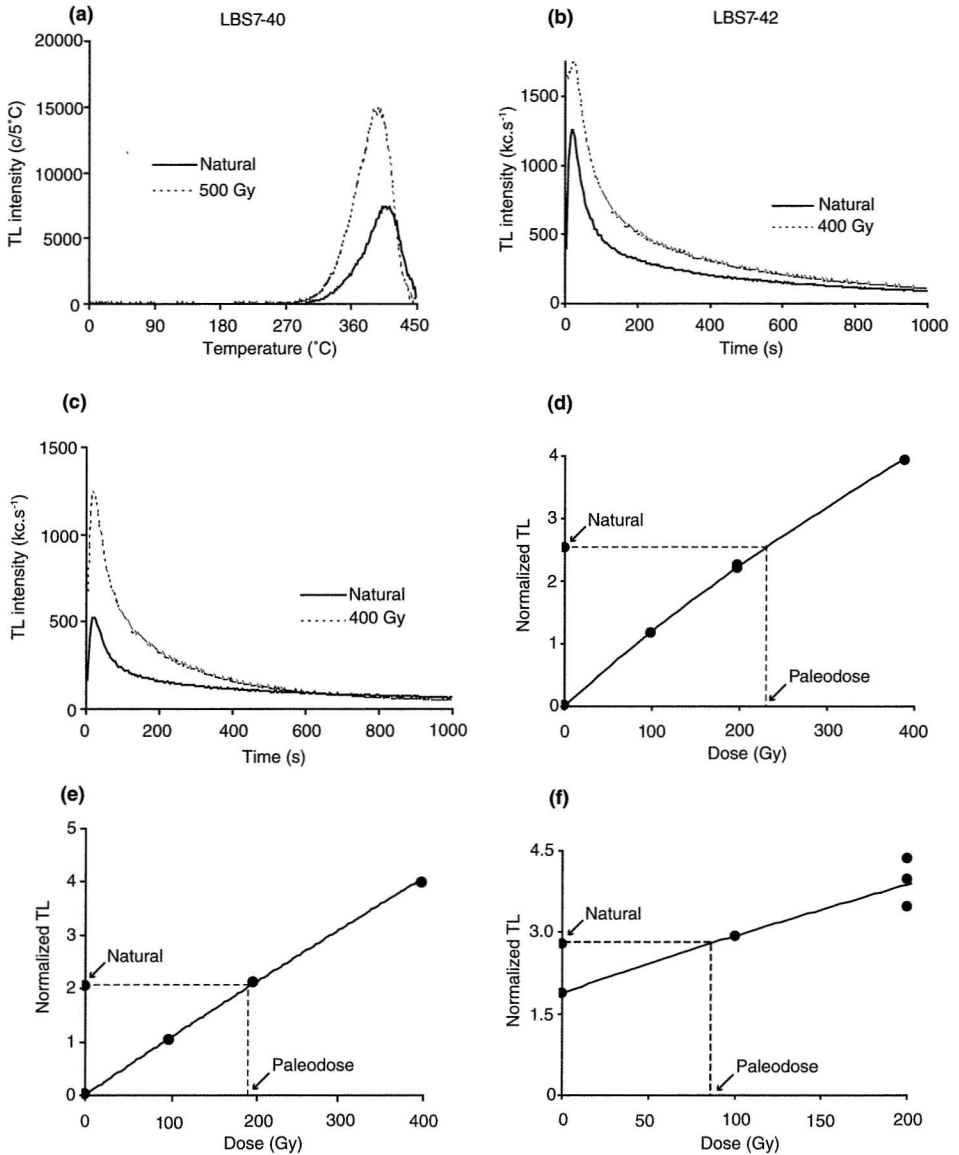 (a)
LBS7-40
20000
15000
10000
5000
0
TL intensity (c/5˚C)
Natural
500 Gy
0 90 180 270 360 450
Temperature (˚C)
(b)
LBS7-42
1500
1000
500
0
TL intensity (kc.s⁻¹)
Natural
400 Gy
0 200 400 600 800 1000
Time (s)
(c)
1500
1000
500
0
TL intensity (kc.s⁻¹)
Natural
400 Gy
0 200 400 600 800 1000
Time (s)
(d)
4
3
2
1
0
Normalized TL
Natural
Paleodose
0 100 200 300 400
Dose (Gy)
(e)
5
4
3
2
1
0
Normalized TL
Natural
Paleodose
0 100 200 300 400
Dose (Gy)
(f)
4.5
3.0
1.5
0
Normalized TL
Natural
Paleodose
0 50 100 150 200
Dose (Gy)